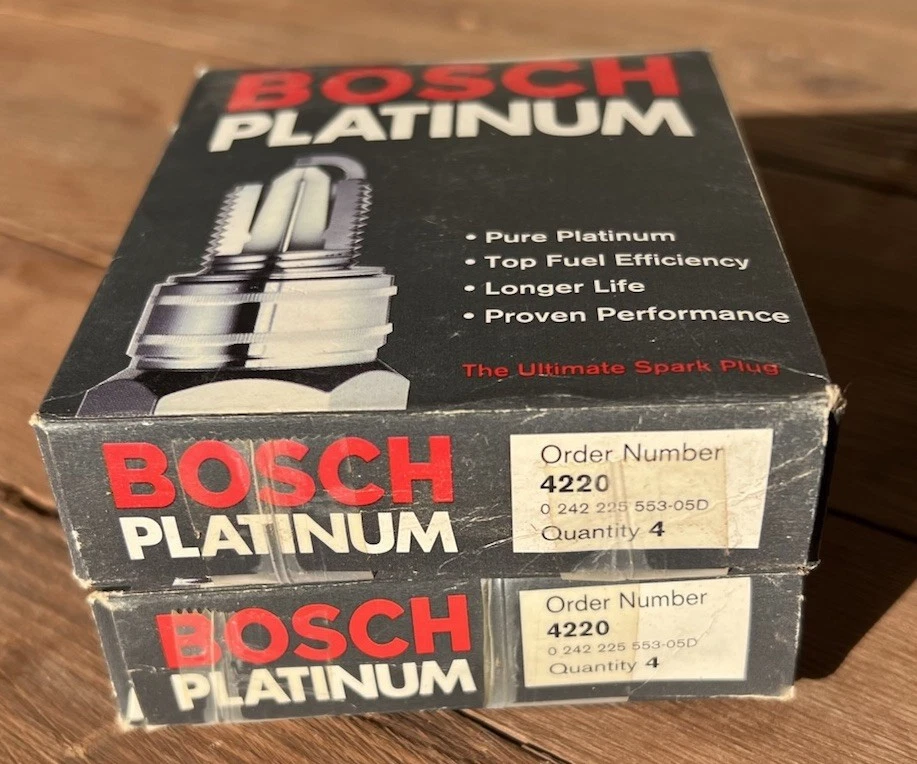 BOSCH
PLATINUM
• Pure Platinum
• Top Fuel Efficiency
• Longer Life
• Proven Performance
The Ultimate Spark Plug
BOSCH
PLATINUM
Order Number
4220
0 242 225 553-05D
Quantity 4
BOSCH
PLATINUM
Order Number
4220
0 242 225 553-05D
Quantity 4